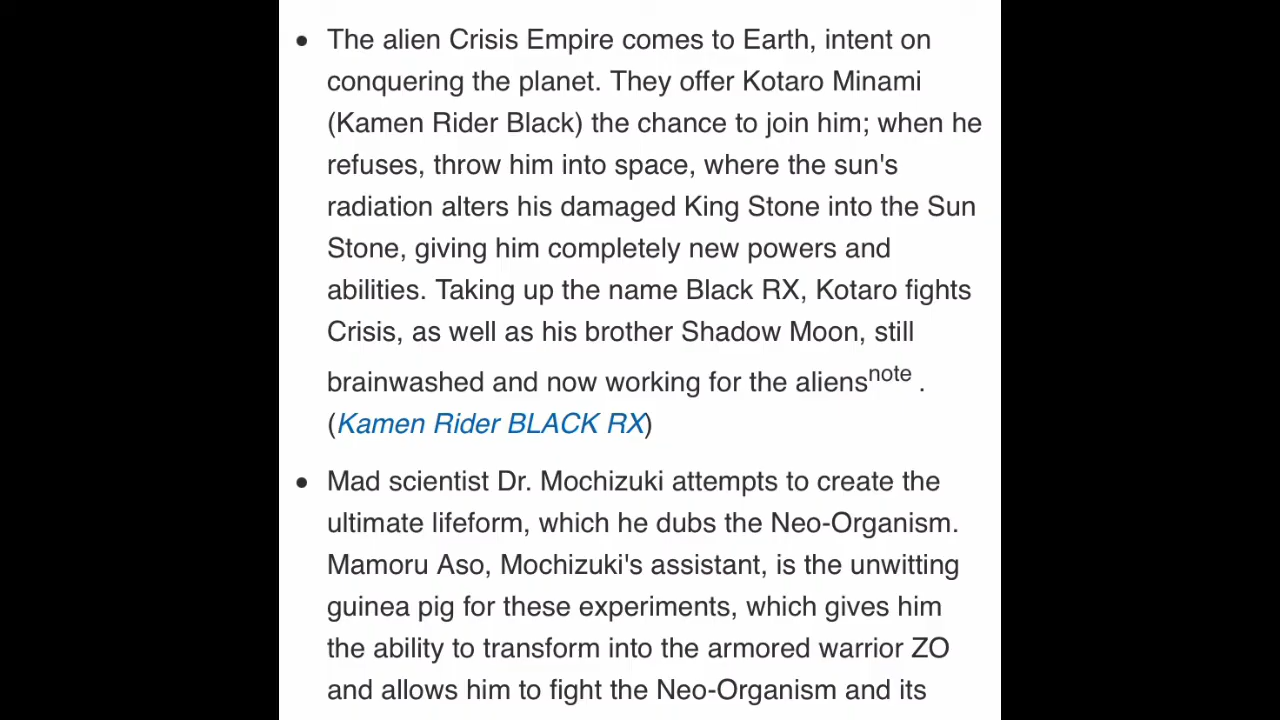 • The alien Crisis Empire comes to Earth, intent on
conquering the planet. They offer Kotaro Minami
(Kamen Rider Black) the chance to join him; when he
refuses, throw him into space, where the sun's
radiation alters his damaged King Stone into the Sun
Stone, giving him completely new powers and
abilities. Taking up the name Black RX, Kotaro fights
Crisis, as well as his brother Shadow Moon, still
brainwashed and now working for the aliensnote .
(Kamen Rider BLACK RX)
• Mad scientist Dr. Mochizuki attempts to create the
ultimate lifeform, which he dubs the Neo-Organism.
Mamoru Aso, Mochizuki's assistant, is the unwitting
guinea pig for these experiments, which gives him
the ability to transform into the armored warrior ZO
and allows him to fight the Neo-Organism and its